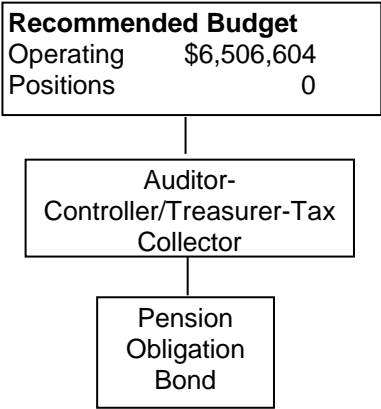 Recommended Budget
Operating $6,506,604
Positions 0
Auditor-
Controller/Treasurer-Tax
Collector
Pension
Obligation
Bond